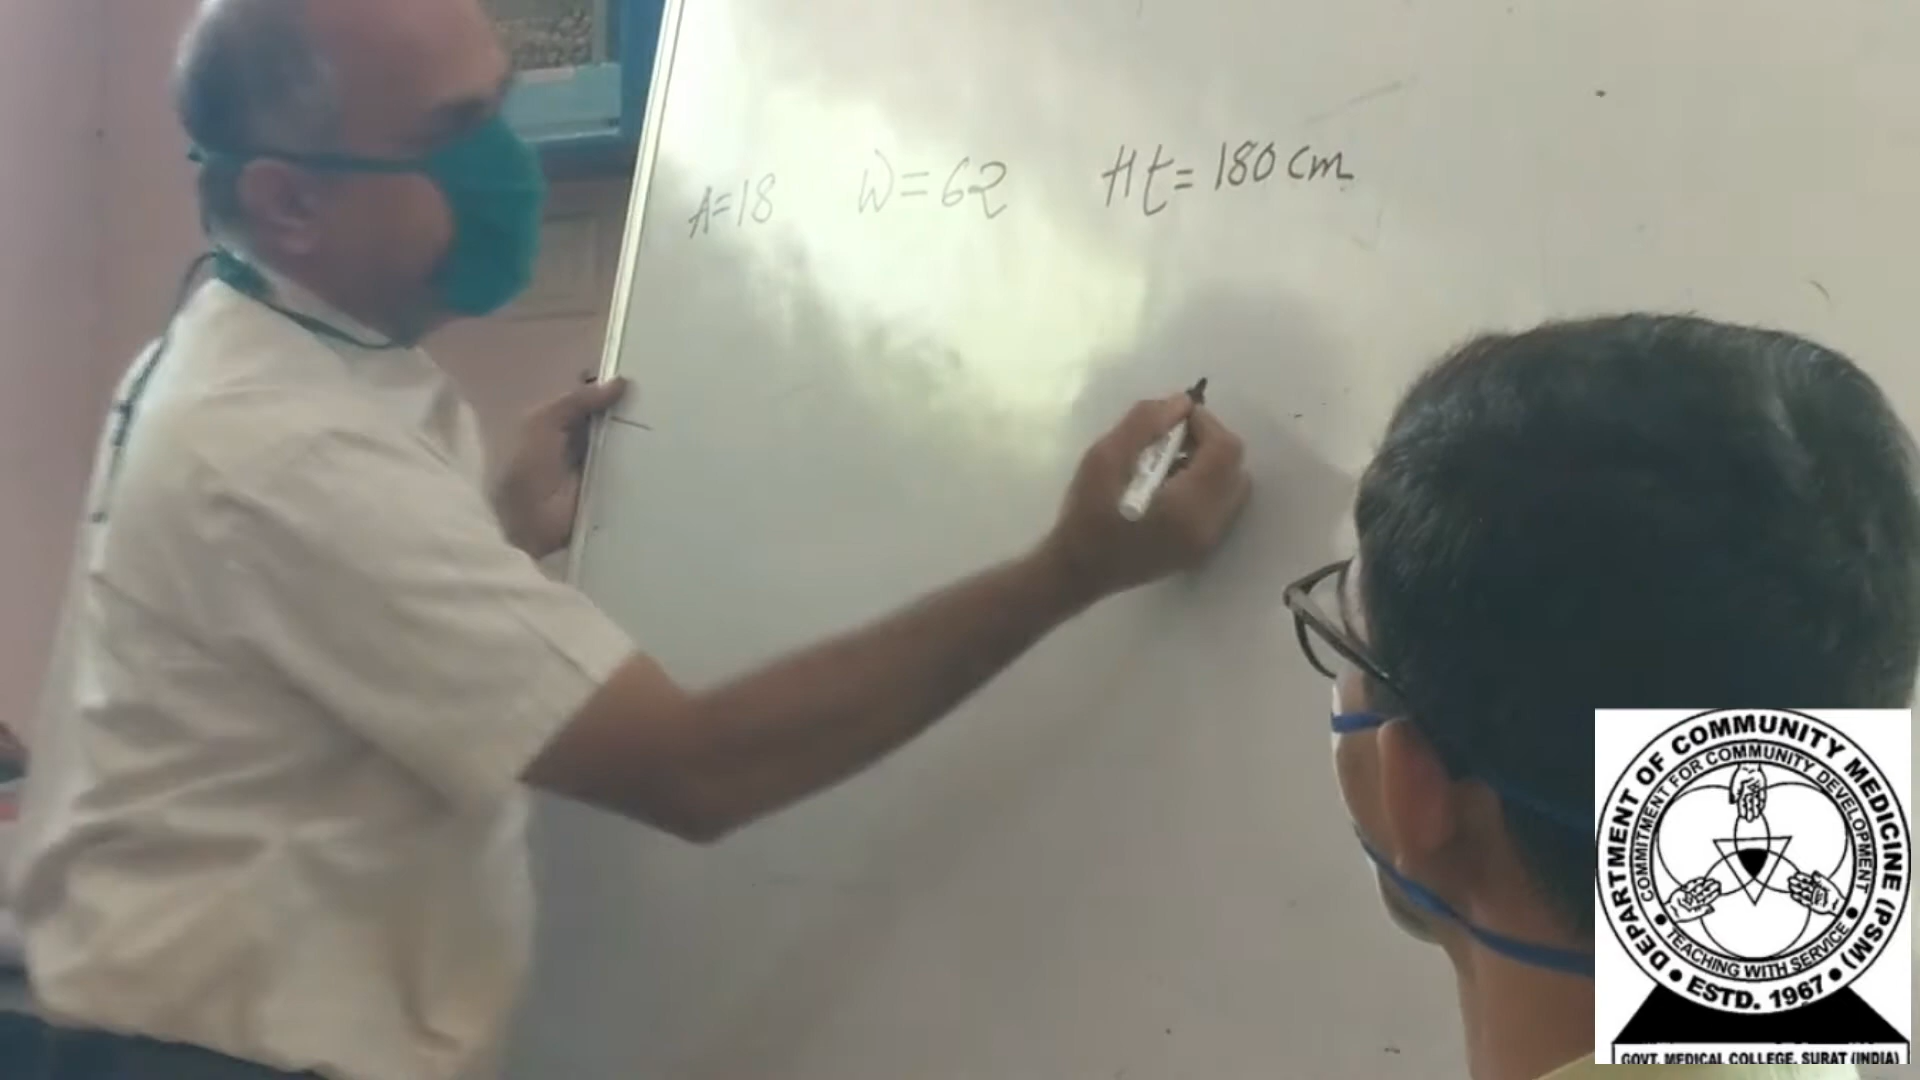 A=18 W=62 Ht=180 cm
DEPARTMENT OF COMMUNITY MEDICINE (PSM)
COMMITMENT FOR COMMUNITY DEVELOPMENT
• TEACHING WITH SERVICE •
• ESTD. 1967 •
GOVT. MEDICAL COLLEGE, SURAT (INDIA)